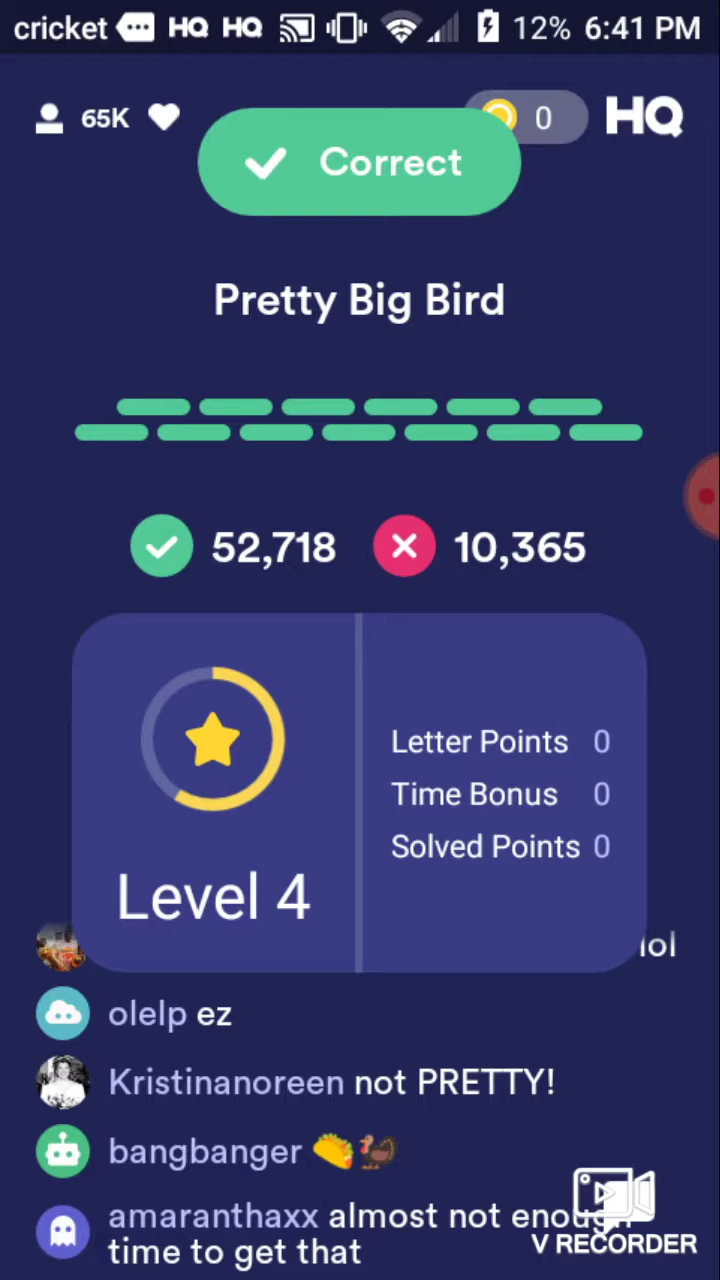 cricket HQ HQ 12% 6:41 PM
65K 0 HQ
Correct
Pretty Big Bird
52,718 10,365
Letter Points 0
Time Bonus 0
Solved Points 0
Level 4
lol
olelp ez
Kristinanoreen not PRETTY!
bangbanger 🌮🦃
amaranthaxx almost not enough
time to get that
V RECORDER